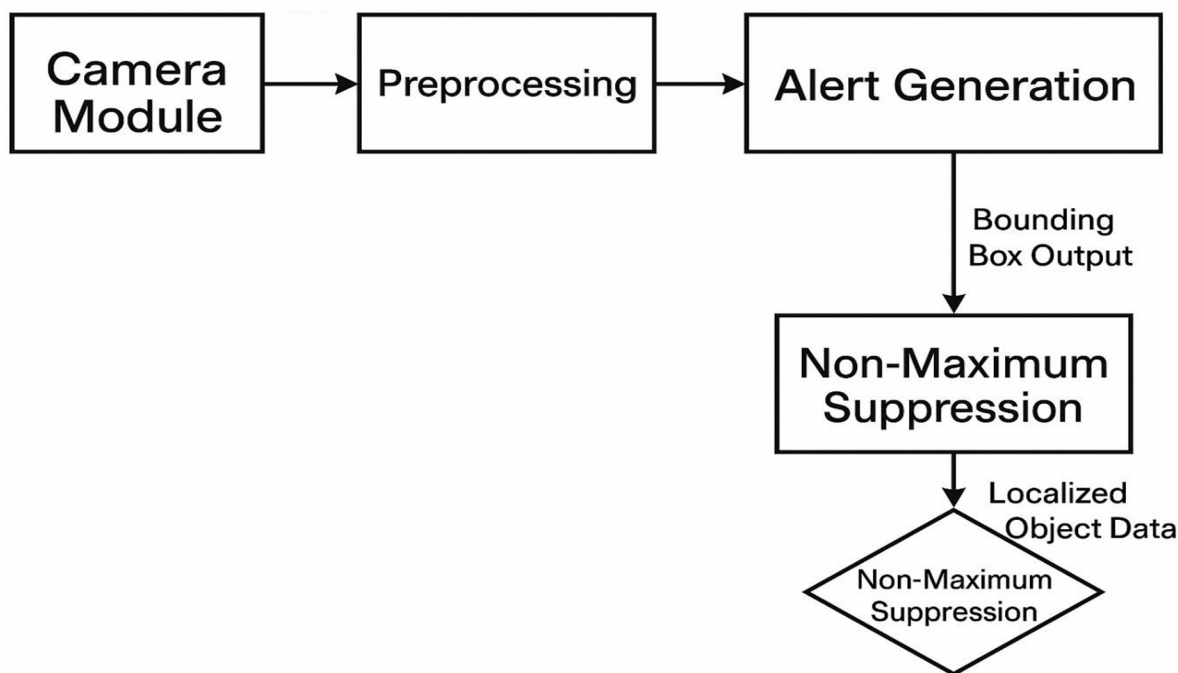 Camera
Module
Preprocessing
Alert Generation
Bounding
Box Output
Non-Maximum
Suppression
Localized
Object Data
Non-Maximum
Suppression